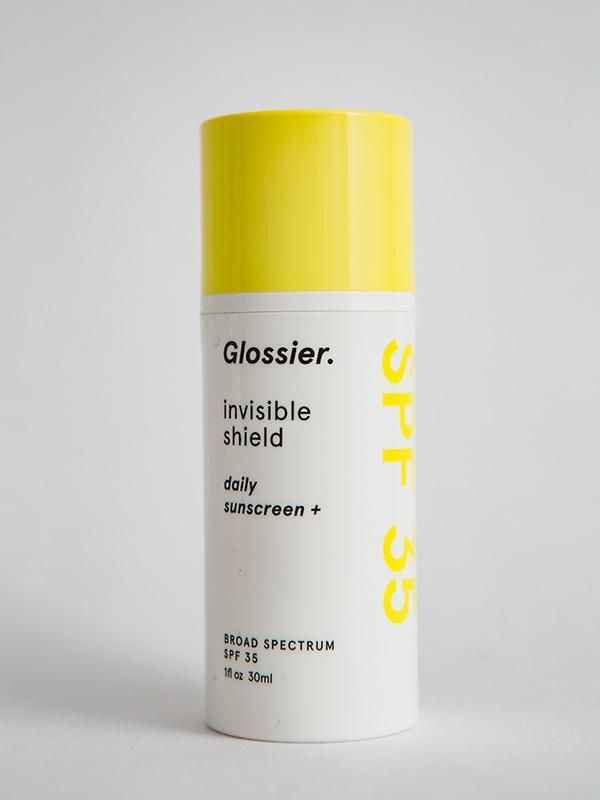 Glossier.
invisible
shield
daily
sunscreen +
BROAD SPECTRUM
SPF 35
1fl oz 30ml
SPF 35